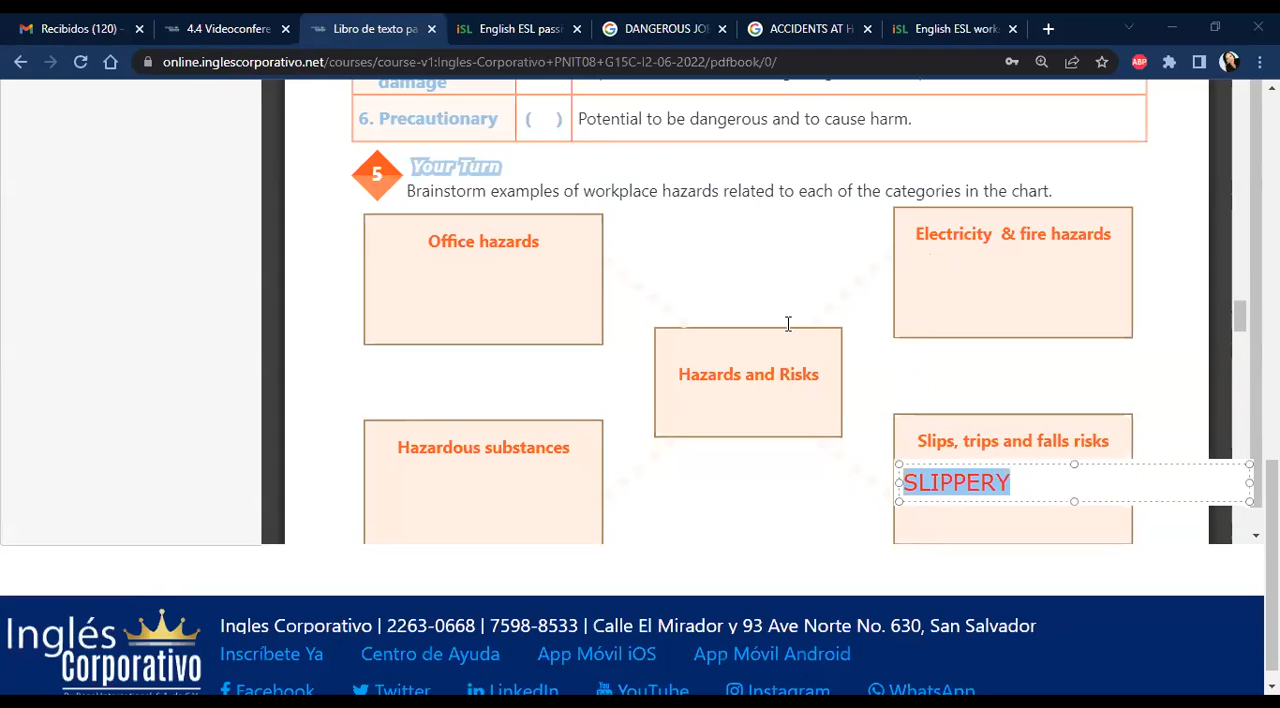 Recibidos (120) -
4.4 Videoconfere
Libro de texto pa
English ESL pass
DANGEROUS JO
ACCIDENTS AT H
English ESL work
online.inglescorporativo.net/courses/course-v1:Ingles-Corporativo+PNIT08+G15C-I2-06-2022/pdfbook/0/
ABP
damage
6. Precautionary ( ) Potential to be dangerous and to cause harm.
5 Your Turn
Brainstorm examples of workplace hazards related to each of the categories in the chart.
Office hazards
Electricity & fire hazards
Hazards and Risks
Hazardous substances
Slips, trips and falls risks
SLIPPERY
Inglés Corporativo
Ingles Corporativo | 2263-0668 | 7598-8533 | Calle El Mirador y 93 Ave Norte No. 630, San Salvador
Inscríbete Ya Centro de Ayuda App Móvil iOS App Móvil Android
Facebook Twitter LinkedIn YouTube Instagram WhatsApp